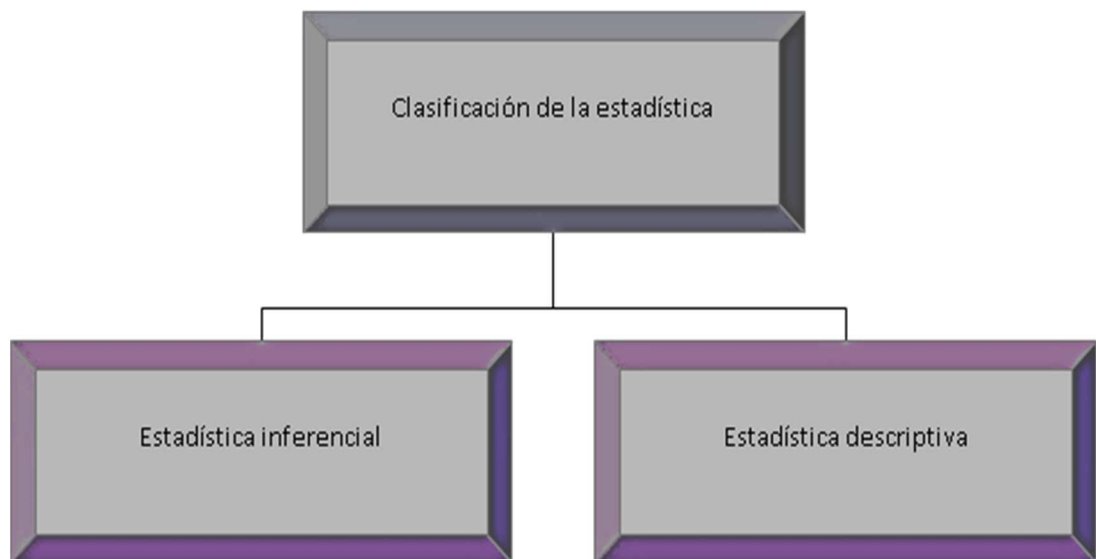 Clasificación de la estadística
Estadística inferencial
Estadística descriptiva